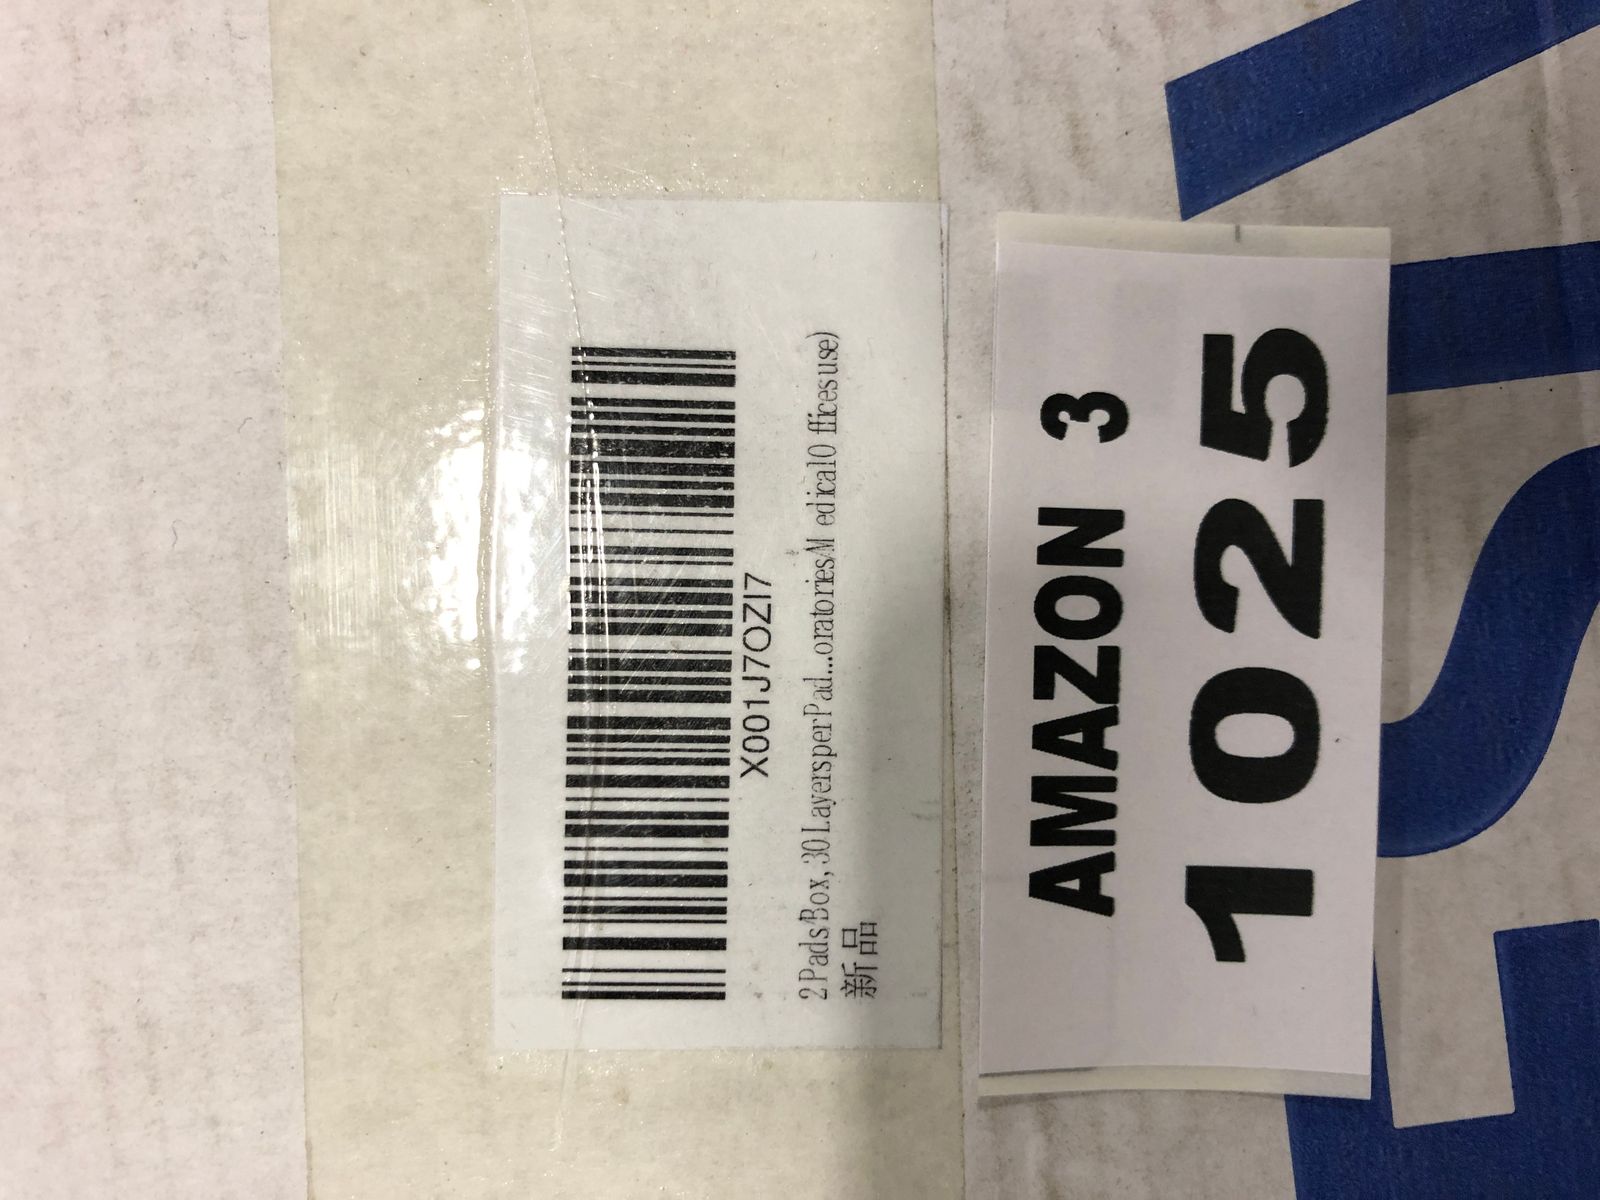 X001J7OZI7
2 Pads/Box, 30 Layers per Pad...oratories/Medical Offices use)
新品
AMAZON 3
1025